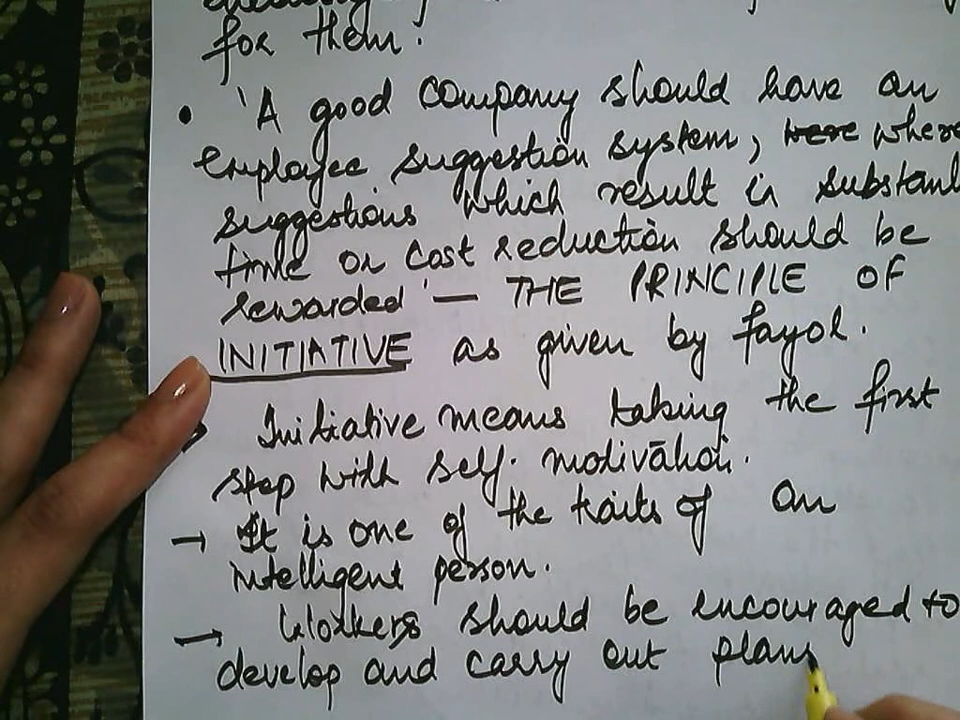 for them.
• 'A good company should have an
employee suggestion system, where
suggestions which result in
time or cost reduction should be
rewarded' — THE PRINCIPLE OF
INITIATIVE as given by Fayol.
Initiative means taking the first
step with self-motivation.
→ It is one of the traits of an
intelligent person.
→ Workers should be encouraged to
develop and carry out plans